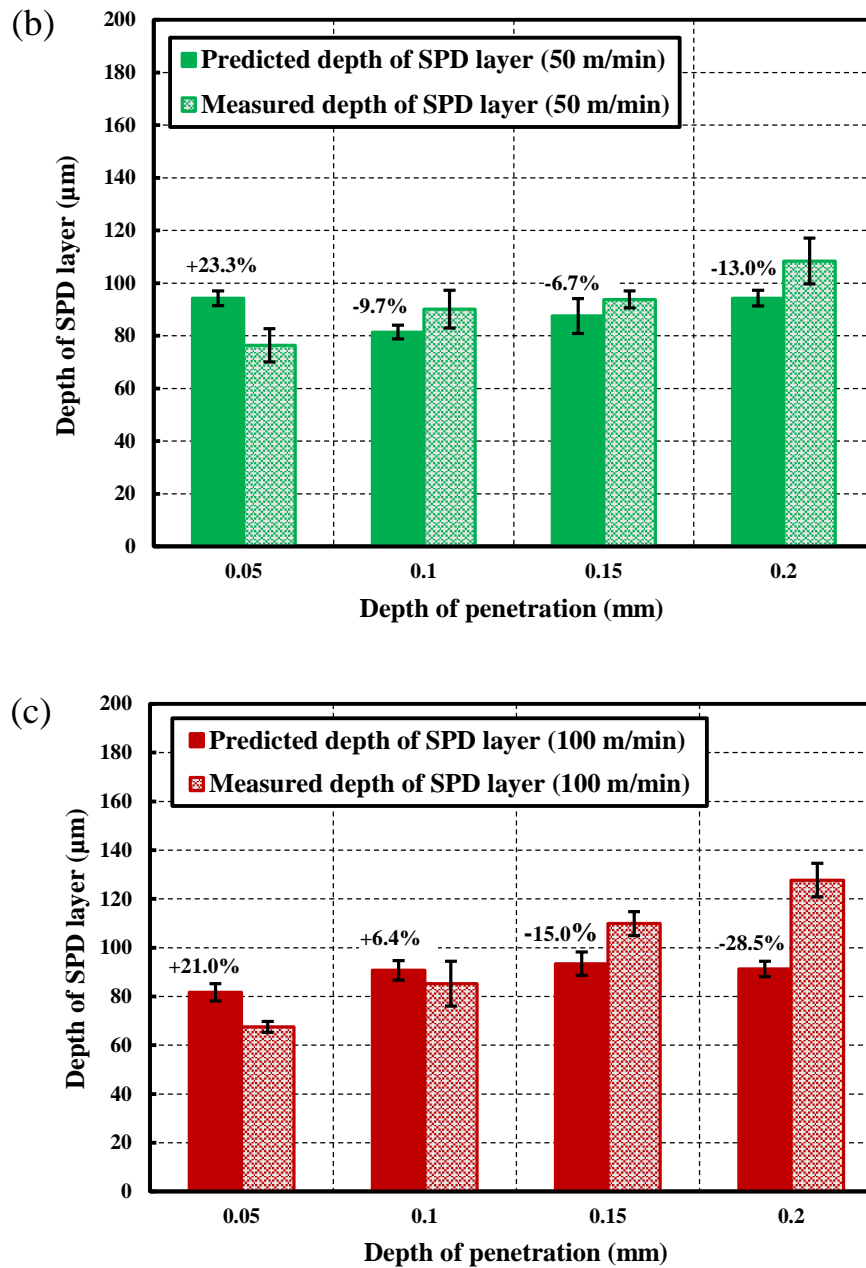 (b)
200
180
160
140
120
100
80
60
40
20
0
Depth of SPD layer (μm)
Predicted depth of SPD layer (50 m/min)
Measured depth of SPD layer (50 m/min)
+23.3%
-9.7%
-6.7%
-13.0%
0.05 0.1 0.15 0.2
Depth of penetration (mm)
(c)
200
180
160
140
120
100
80
60
40
20
0
Depth of SPD layer (μm)
Predicted depth of SPD layer (100 m/min)
Measured depth of SPD layer (100 m/min)
+21.0%
+6.4%
-15.0%
-28.5%
0.05 0.1 0.15 0.2
Depth of penetration (mm)